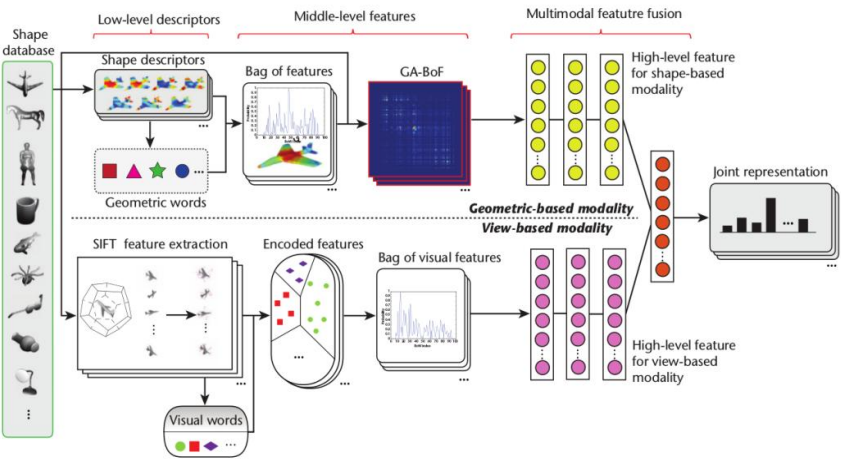 Shape
database
Low-level descriptors
Middle-level features
Multimodal featutre fusion
Shape descriptors
...
Bag of features
...
GA-BoF
...
High-level feature
for shape-based
modality
...
Geometric words
Geometric-based modality
View-based modality
Joint representation
...
...
SIFT feature extraction
...
Encoded features
...
...
Bag of visual features
...
High-level feature
for view-based
modality
Visual words
...